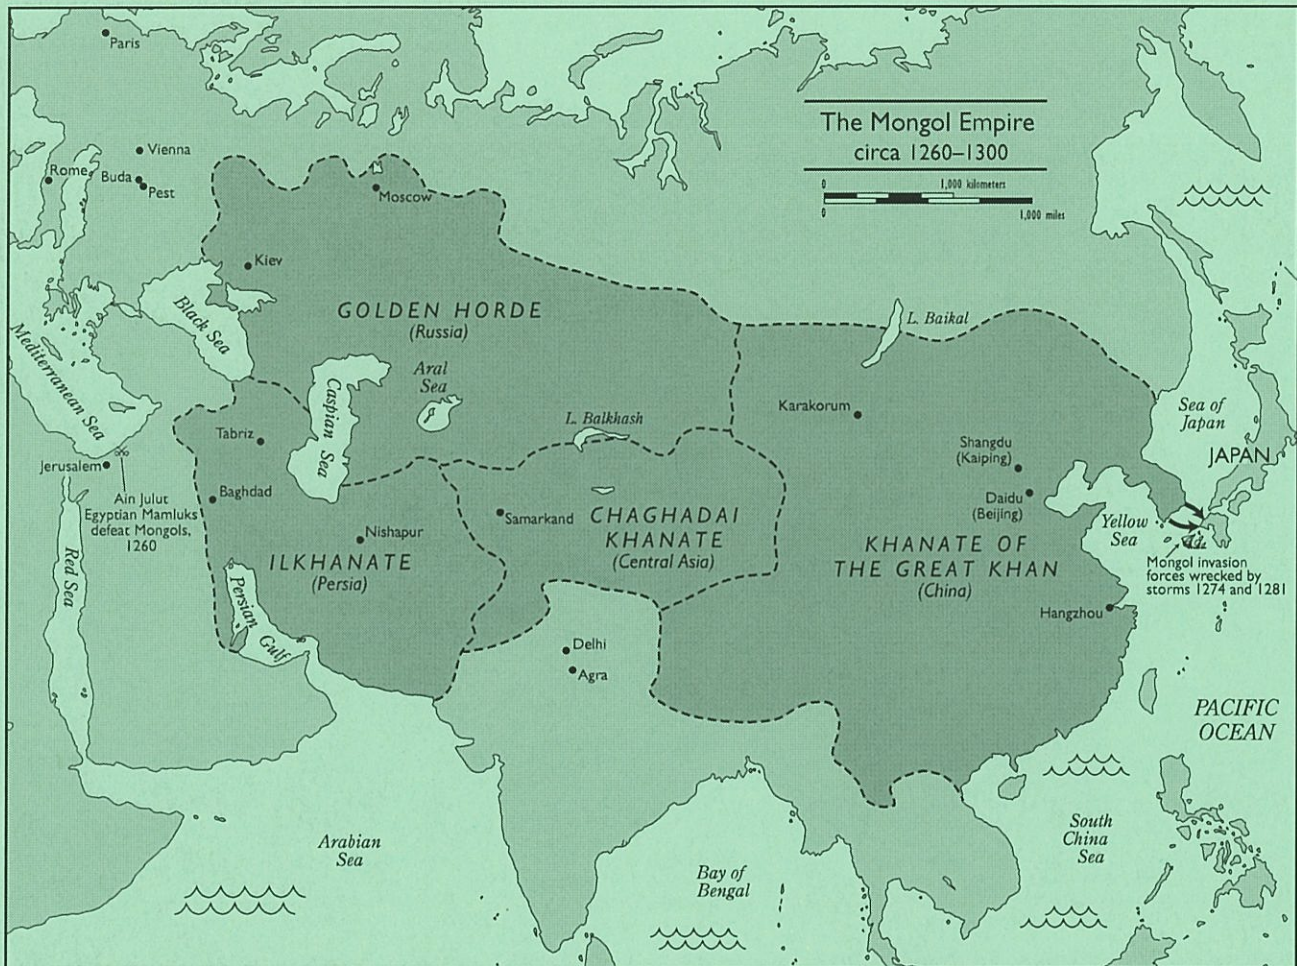 The Mongol Empire
circa 1260–1300
0
1,000 kilometers
0
1,000 miles
Paris
Vienna
Rome
Buda
Pest
Moscow
Kiev
Black Sea
Mediterranean Sea
GOLDEN HORDE
(Russia)
Caspian Sea
Aral
Sea
L. Balkhash
L. Baikal
Karakorum
Shangdu
(Kaiping)
Daidu
(Beijing)
Sea of
Japan
JAPAN
Yellow
Sea
Mongol invasion
forces wrecked by
storms 1274 and 1281
Tabriz
Jerusalem
Baghdad
Ain Julut
Egyptian Mamluks
defeat Mongols,
1260
Nishapur
ILKHANATE
(Persia)
Samarkand
CHAGHADAI
KHANATE
(Central Asia)
KHANATE OF
THE GREAT KHAN
(China)
Hangzhou
Red Sea
Persian
Gulf
Delhi
Agra
PACIFIC
OCEAN
Arabian
Sea
Bay of
Bengal
South
China
Sea